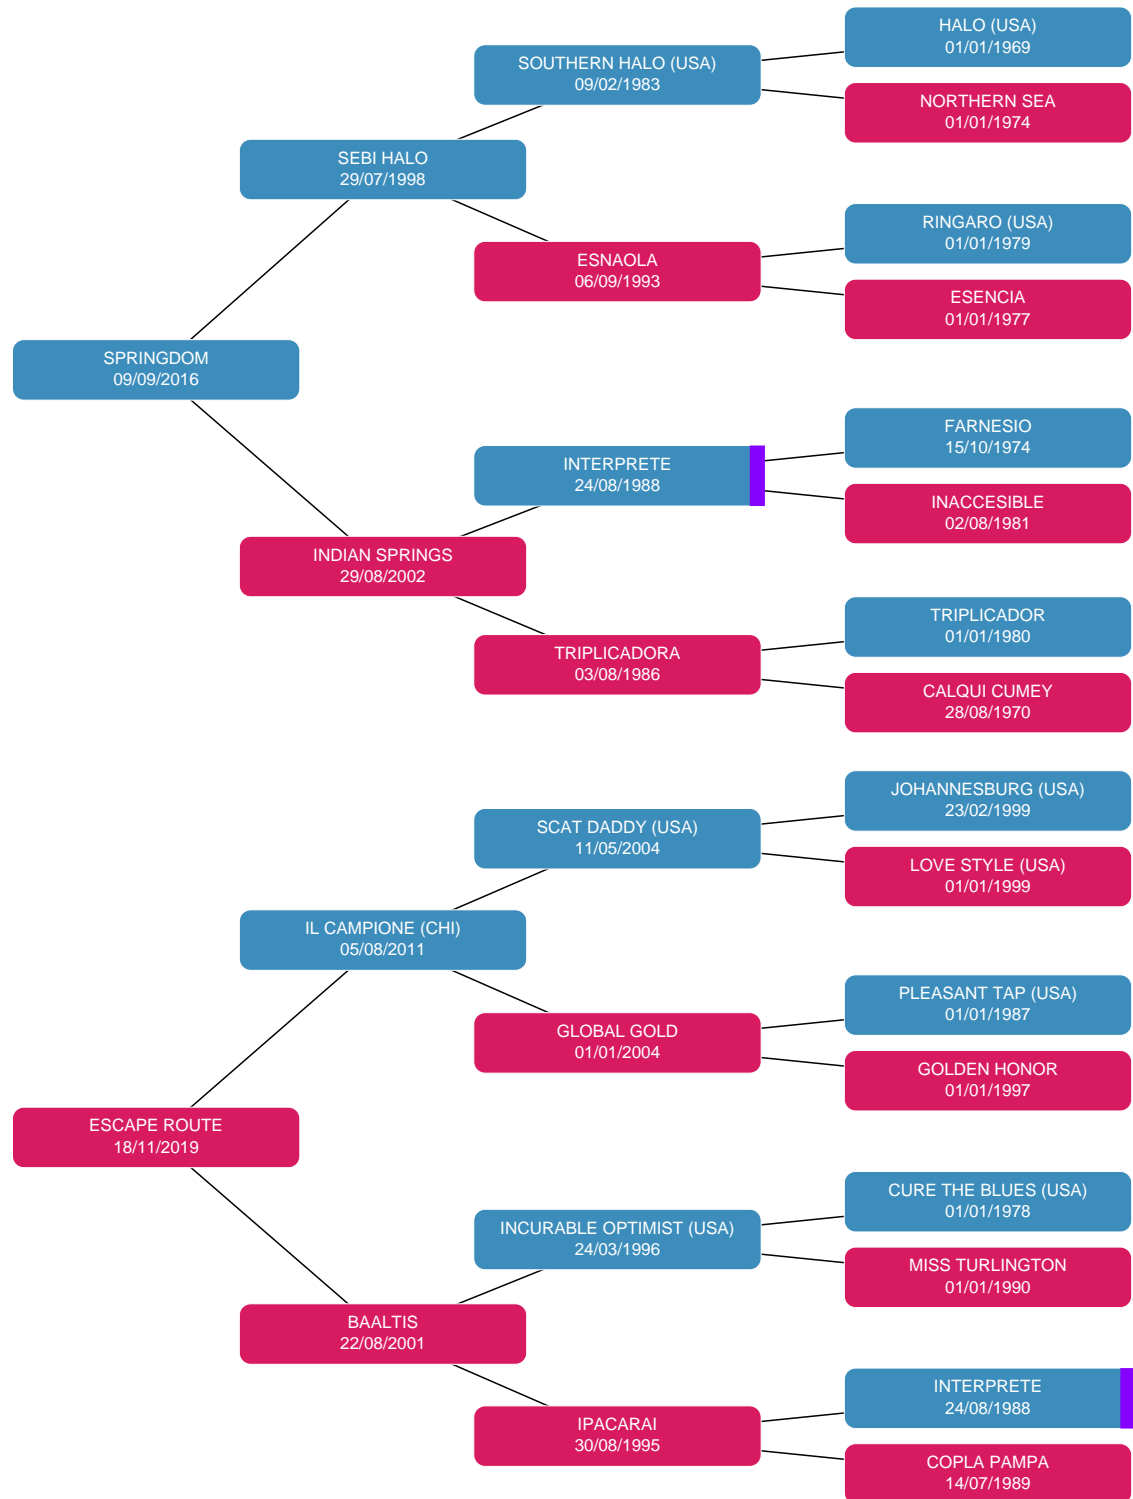 HALO (USA)
01/01/1969
SOUTHERN HALO (USA)
09/02/1983
NORTHERN SEA
01/01/1974
SEBI HALO
29/07/1998
RINGARO (USA)
01/01/1979
ESNAOLA
06/09/1993
ESENCIA
01/01/1977
SPRINGDOM
09/09/2016
FARNESIO
15/10/1974
INTERPRETE
24/08/1988
INACCESIBLE
02/08/1981
INDIAN SPRINGS
29/08/2002
TRIPLICADOR
01/01/1980
TRIPLICADORA
03/08/1986
CALQUI CUMEY
28/08/1970
JOHANNESBURG (USA)
23/02/1999
SCAT DADDY (USA)
11/05/2004
LOVE STYLE (USA)
01/01/1999
IL CAMPIONE (CHI)
05/08/2011
PLEASANT TAP (USA)
01/01/1987
GLOBAL GOLD
01/01/2004
GOLDEN HONOR
01/01/1997
ESCAPE ROUTE
18/11/2019
CURE THE BLUES (USA)
01/01/1978
INCURABLE OPTIMIST (USA)
24/03/1996
MISS TURLINGTON
01/01/1990
BAALTIS
22/08/2001
INTERPRETE
24/08/1988
IPACARAI
30/08/1995
COPLA PAMPA
14/07/1989